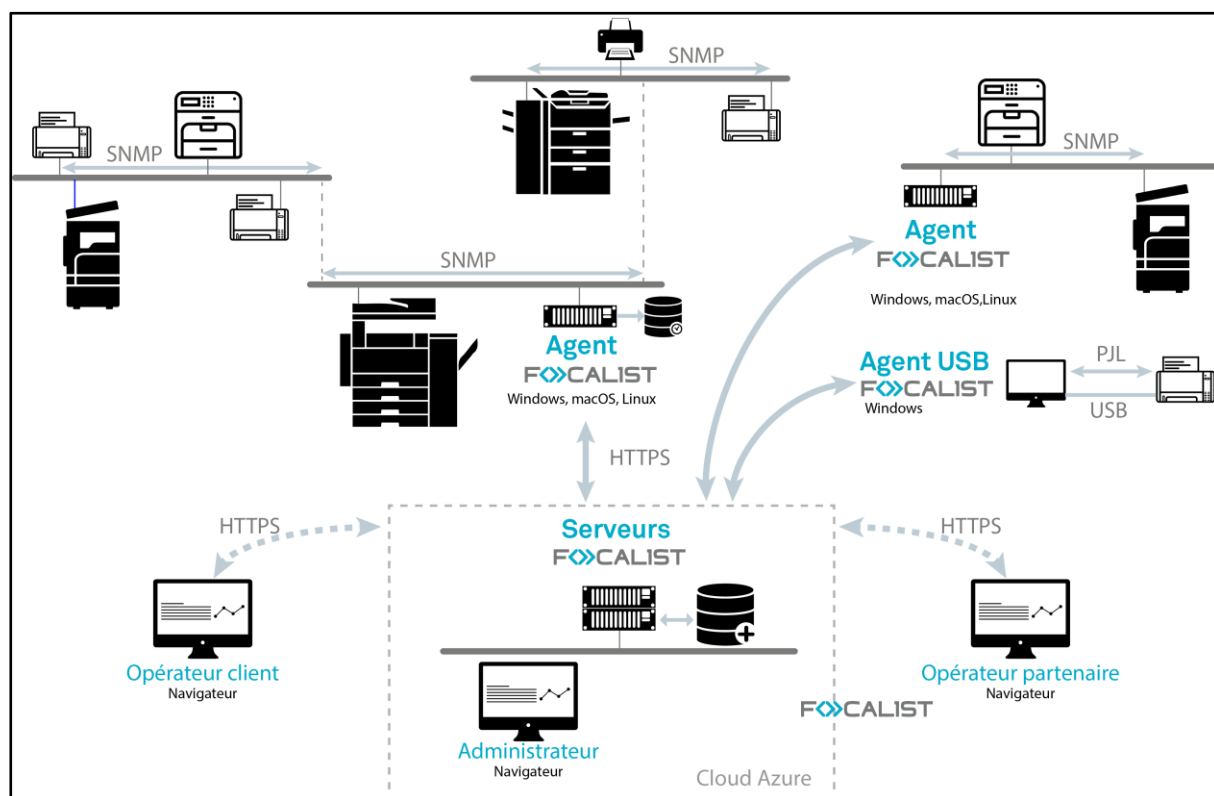 SNMP
SNMP
SNMP
SNMP
Agent
FOCALIST
Windows, macOS,Linux
Agent
FOCALIST
Windows, macOS, Linux
Agent USB
FOCALIST
Windows
PJL
USB
HTTPS
HTTPS
HTTPS
Serveurs
FOCALIST
Opérateur client
Navigateur
Opérateur partenaire
Navigateur
FOCALIST
Administrateur
Navigateur
Cloud Azure